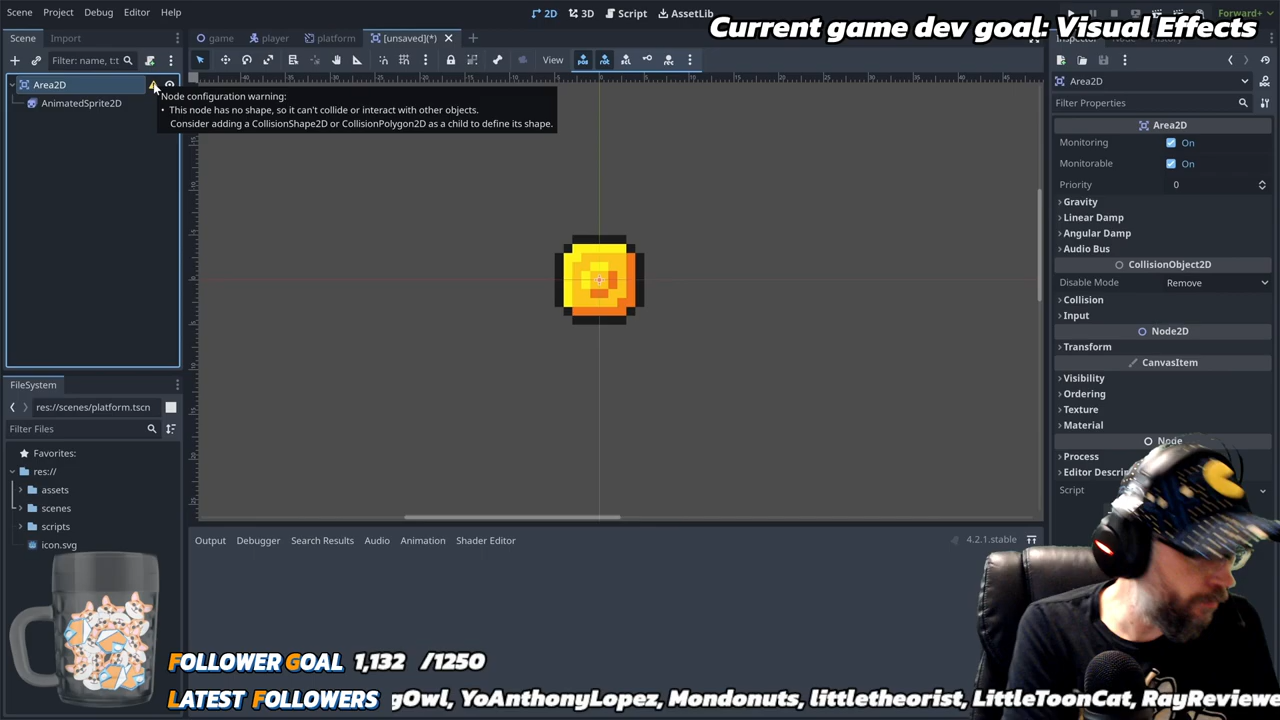 Scene Project Debug Editor Help
2D 3D Script AssetLib
Forward+
Current game dev goal: Visual Effects
Scene Import
game player platform [unsaved](*)
Filter: name, t:t
View
Area2D
AnimatedSprite2D
Node configuration warning:
• This node has no shape, so it can't collide or interact with other objects.
Consider adding a CollisionShape2D or CollisionPolygon2D as a child to define its shape.
Area2D
Filter Properties
Area2D
Monitoring On
Monitorable On
Priority 0
Gravity
Linear Damp
Angular Damp
Audio Bus
CollisionObject2D
Disable Mode Remove
Collision
Input
Node2D
Transform
CanvasItem
Visibility
Ordering
Texture
Material
Node
Process
Editor Descrip
Script
FileSystem
res://scenes/platform.tscn
Filter Files
Favorites:
res://
assets
scenes
scripts
icon.svg
Output Debugger Search Results Audio Animation Shader Editor
4.2.1.stable
Follower Goal 1,132 /1250
Latest Followers gOwl, YoAnthonyLopez, Mondonuts, littletheorist, LittleToonCat, RayReviewe